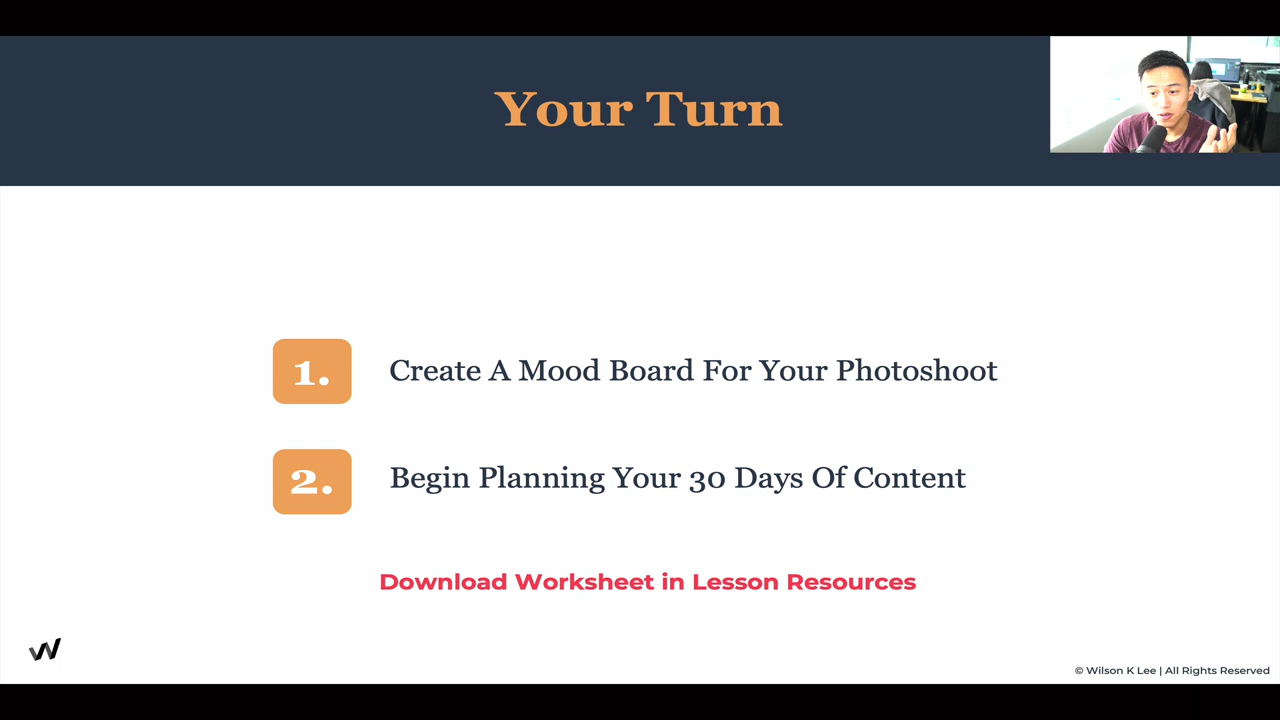 Your Turn
1. Create A Mood Board For Your Photoshoot
2. Begin Planning Your 30 Days Of Content
Download Worksheet in Lesson Resources
W
© Wilson K Lee | All Rights Reserved